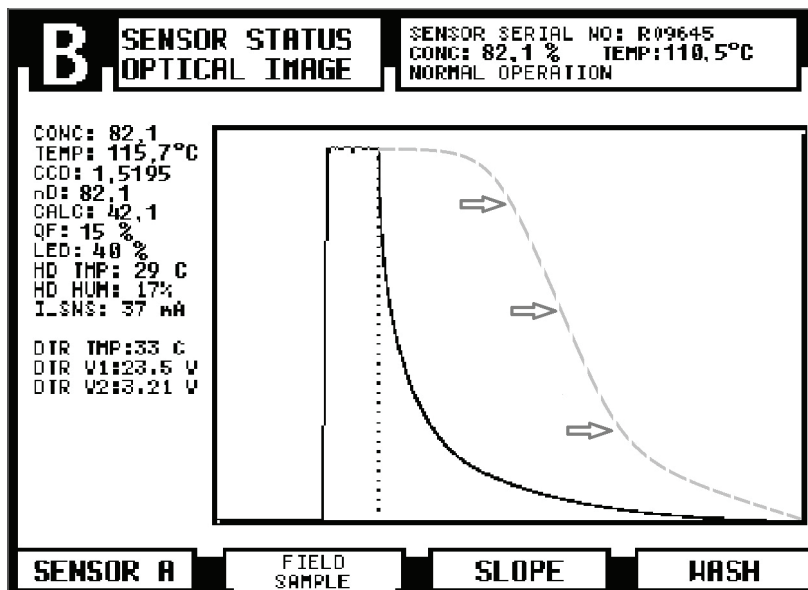 B
SENSOR STATUS
OPTICAL IMAGE
SENSOR SERIAL NO: R09645
CONC: 82,1 % TEMP:110,5°C
NORMAL OPERATION
CONC: 82,1
TEMP: 115,7°C
CCD: 1,5195
nD: 82,1
CALC: 42,1
QF: 15 %
LED: 40 %
HD TMP: 29 C
HD HUM: 17%
I_SNS: 37 mA
DTR TMP:33 C
DTR V1:23.5 V
DTR V2:3.21 V
SENSOR A
FIELD
SAMPLE
SLOPE
WASH